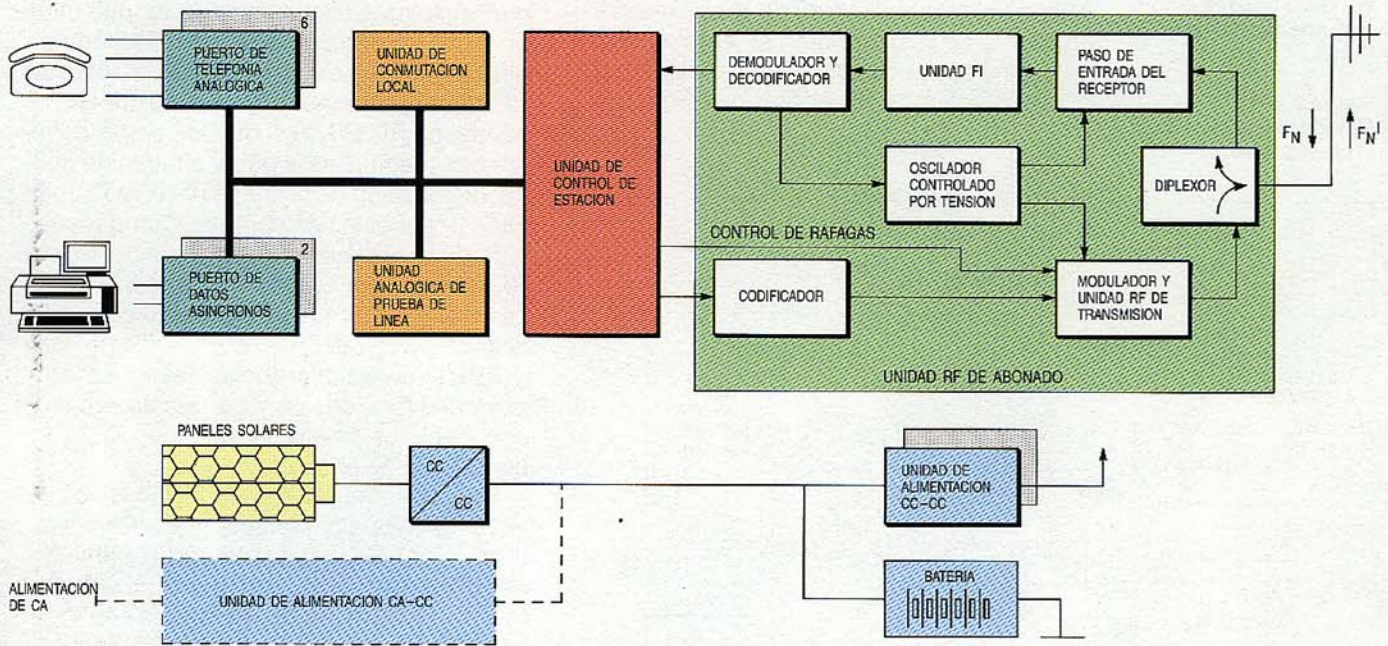 6
PUERTO DE
TELEFONIA
ANALOGICA
UNIDAD DE
CONMUTACION
LOCAL
UNIDAD DE
CONTROL DE
ESTACION
DEMODULADOR Y
DECODIFICADOR
UNIDAD FI
PASO DE
ENTRADA DEL
RECEPTOR
FN
FN'
OSCILADOR
CONTROLADO
POR TENSION
DIPLEXOR
CONTROL DE RAFAGAS
2
PUERTO DE
DATOS
ASINCRONOS
UNIDAD
ANALOGICA DE
PRUEBA DE
LINEA
CODIFICADOR
MODULADOR Y
UNIDAD RF DE
TRANSMISION
UNIDAD RF DE ABONADO
PANELES SOLARES
CC
CC
UNIDAD DE
ALIMENTACION
CC-CC
ALIMENTACION
DE CA
UNIDAD DE ALIMENTACION CA-CC
BATERIA